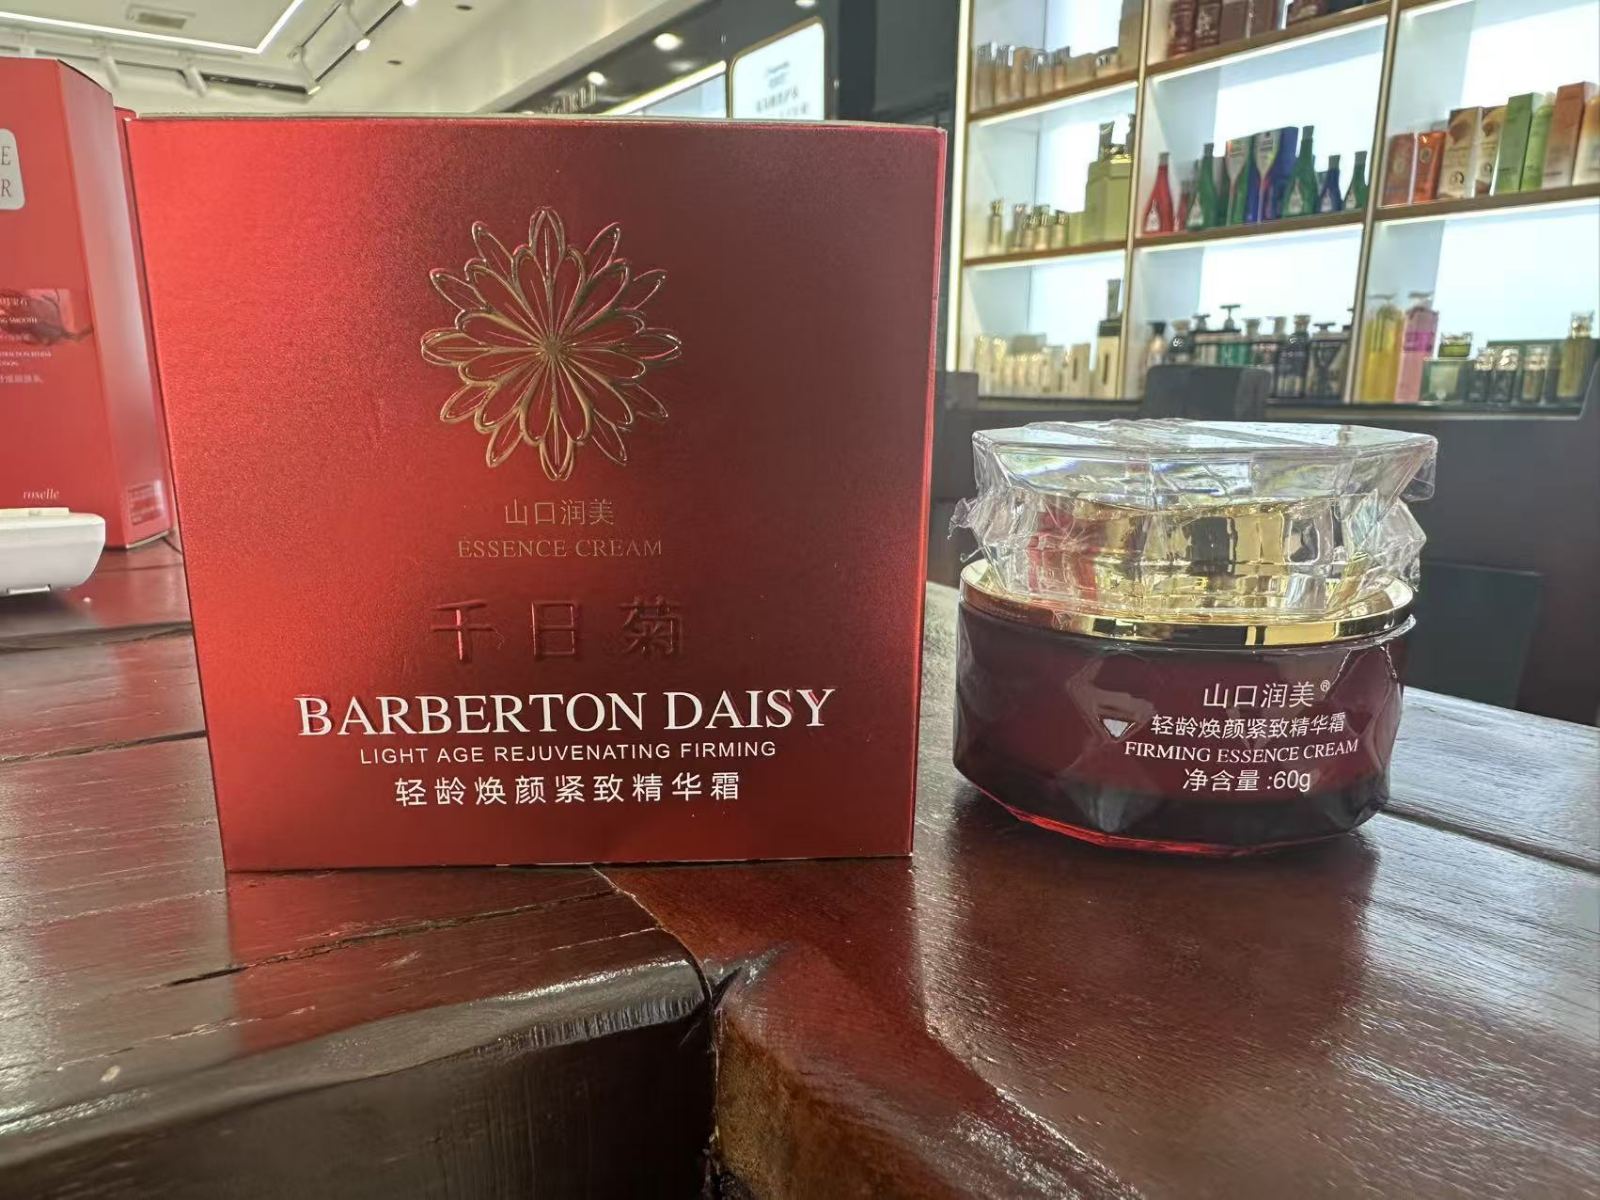 E
R
roselle
山口润美
ESSENCE CREAM
千日菊
BARBERTON DAISY
LIGHT AGE REJUVENATING FIRMING
轻龄焕颜紧致精华霜
山口润美®
轻龄焕颜紧致精华霜
FIRMING ESSENCE CREAM
净含量:60g